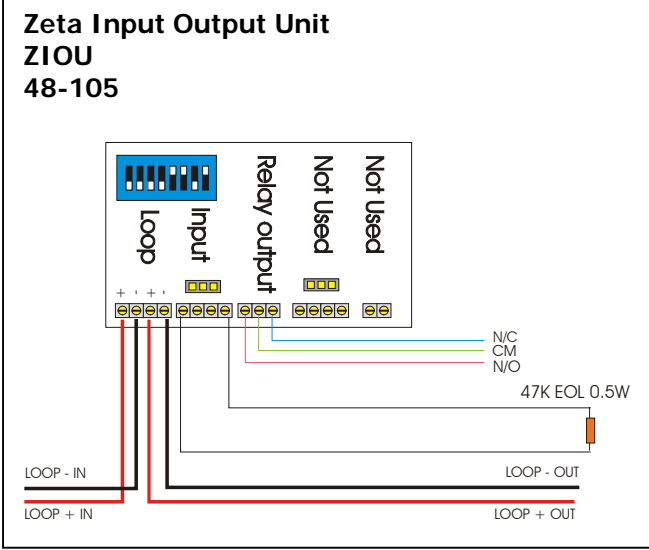 Zeta Input Output Unit
ZIOU
48-105
Loop
Input
Relay output
Not Used
Not Used
+ - + -
N/C
CM
N/O
47K EOL 0.5W
LOOP - IN
LOOP - OUT
LOOP + IN
LOOP + OUT